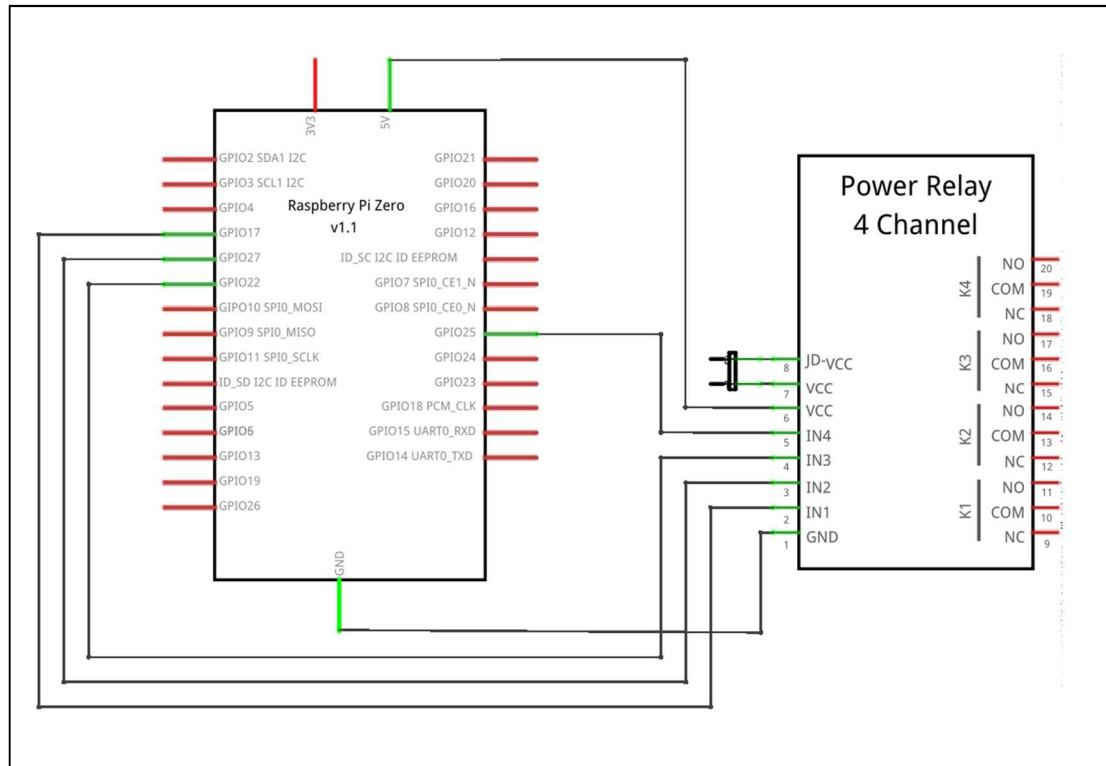 3V3
5V
GPIO2 SDA1 I2C
GPIO3 SCL1 I2C
GPIO4
GPIO17
GPIO27
GPIO22
GIPO10 SPI0_MOSI
GPIO9 SPI0_MISO
GPIO11 SPI0_SCLK
ID_SD I2C ID EEPROM
GPIO5
GPIO6
GPIO13
GPIO19
GPIO26
Raspberry Pi Zero
v1.1
GPIO21
GPIO20
GPIO16
GPIO12
ID_SC I2C ID EEPROM
GPIO7 SPI0_CE1_N
GPIO8 SPI0_CE0_N
GPIO25
GPIO24
GPIO23
GPIO18 PCM_CLK
GPIO15 UART0_RXD
GPIO14 UART0_TXD
GND
Power Relay
4 Channel
8 JD-VCC
7 VCC
6 VCC
5 IN4
4 IN3
3 IN2
2 IN1
1 GND
K4
NO 20
COM 19
NC 18
K3
NO 17
COM 16
NC 15
K2
NO 14
COM 13
NC 12
K1
NO 11
COM 10
NC 9